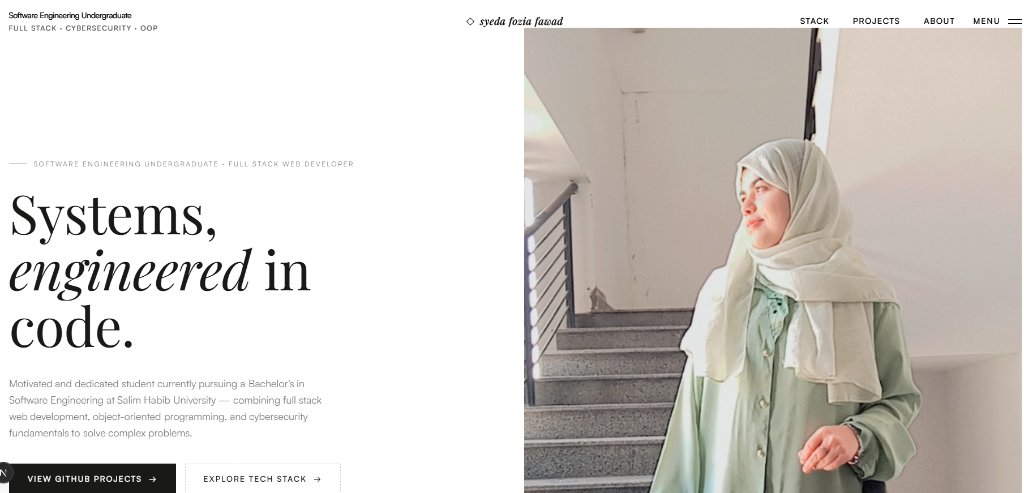 Software Engineering Undergraduate
FULL STACK • CYBERSECURITY • OOP
◇ syeda fozia fawad
STACK PROJECTS ABOUT MENU
SOFTWARE ENGINEERING UNDERGRADUATE • FULL STACK WEB DEVELOPER
Systems,
engineered in
code.
Motivated and dedicated student currently pursuing a Bachelor's in
Software Engineering at Salim Habib University — combining full stack
web development, object-oriented programming, and cybersecurity
fundamentals to solve complex problems.
N
VIEW GITHUB PROJECTS →
EXPLORE TECH STACK →